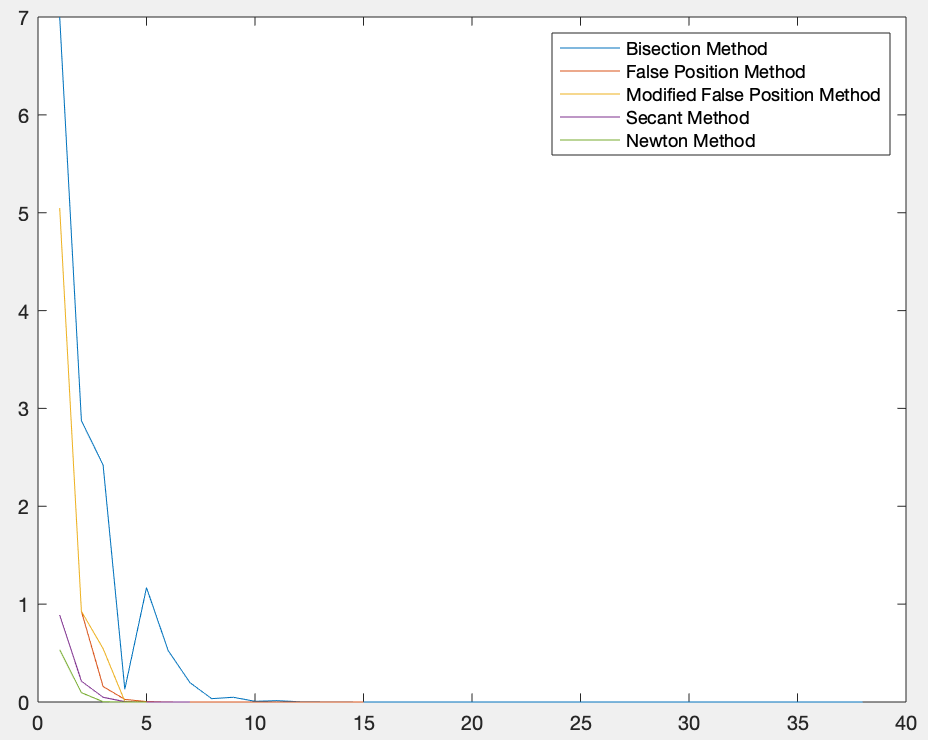 7
6
5
4
3
2
1
0
Bisection Method
False Position Method
Modified False Position Method
Secant Method
Newton Method
0 5 10 15 20 25 30 35 40